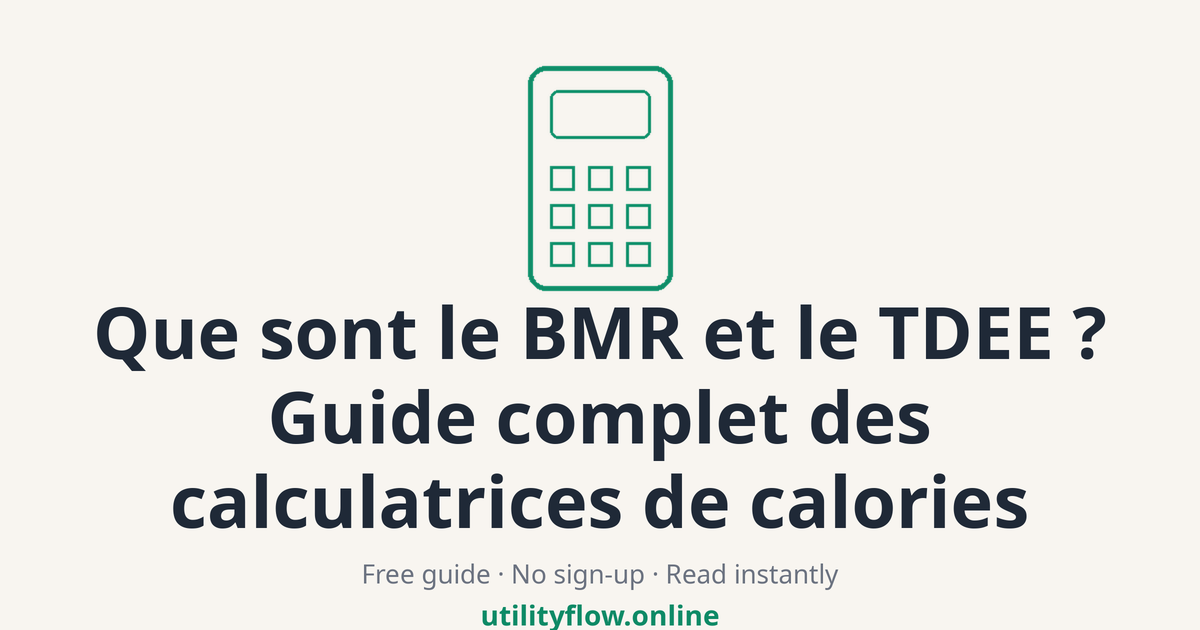 Que sont le BMR et le TDEE ?
Guide complet des
calculatrices de calories
Free guide · No sign-up · Read instantly
utilityflow.online